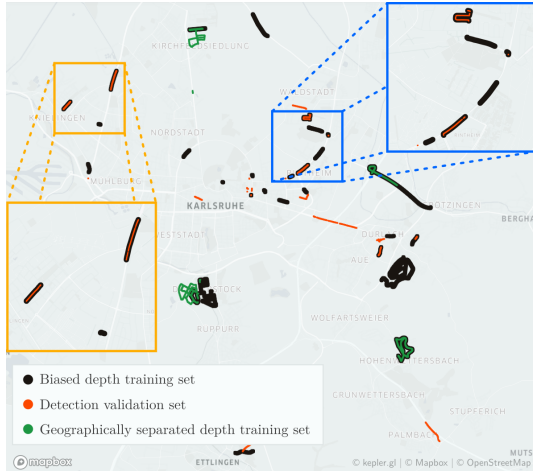 KIRCHFELDSIEDLUNG
WALDSTADT
KNIELINGEN
NORDSTADT
MÜHLBURG
KARLSRUHE
GRÖTZINGEN
BERGHA
WESTSTADT
DURLACH
AUE
RÜPPURR
WOLFARTSWEIER
HOHENWETTERSBACH
GRÜNWETTERSBACH
STUPFERICH
PALMBACH
MUTS
ETTLINGEN
Biased depth training set
Detection validation set
Geographically separated depth training set
mapbox
© kepler.gl | © Mapbox | © OpenStreetMap